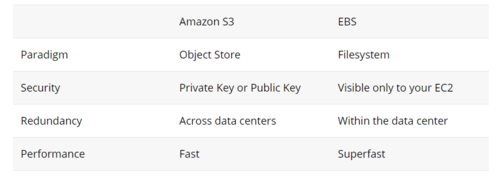 Amazon S3 EBS
Paradigm Object Store Filesystem
Security Private Key or Public Key Visible only to your EC2
Redundancy Across data centers Within the data center
Performance Fast Superfast